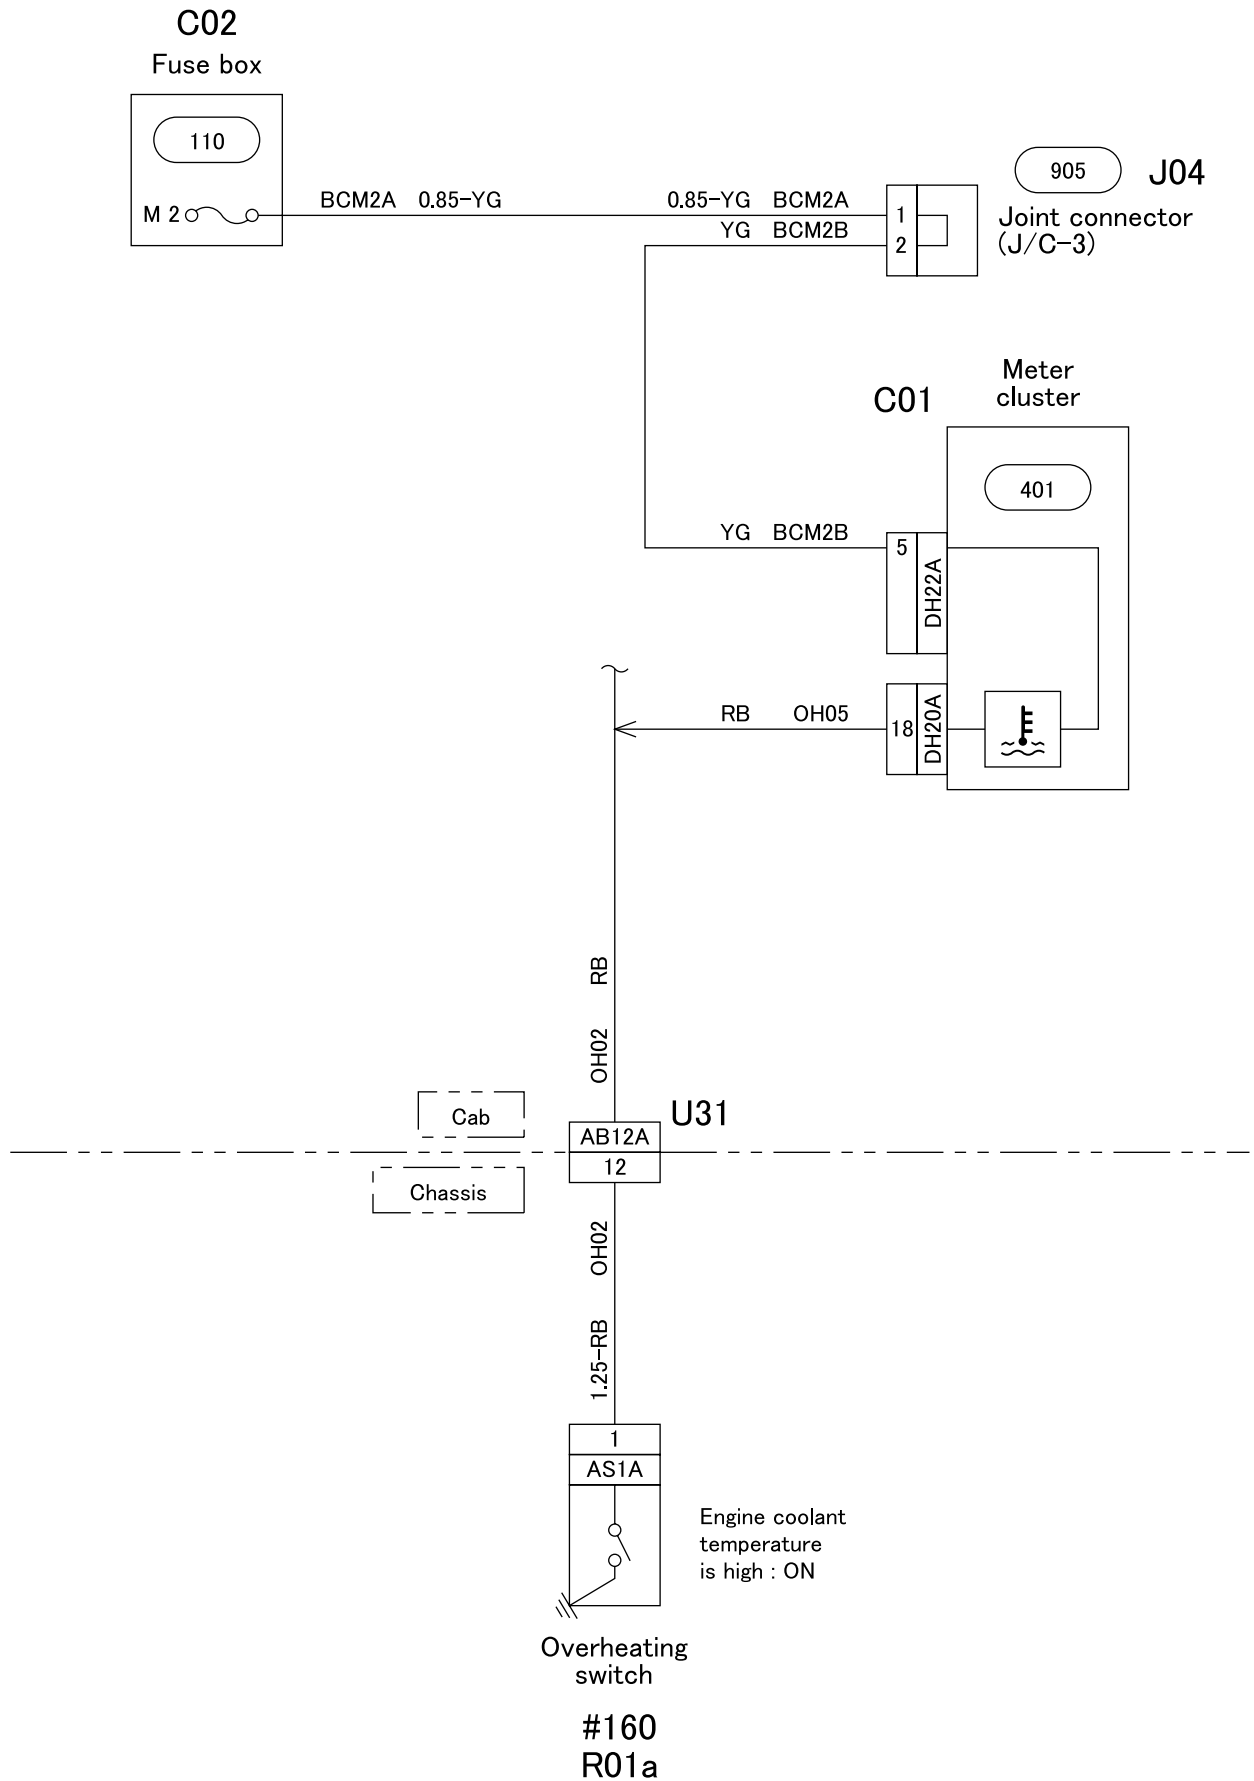 C02
Fuse box
110
M 2
BCM2A 0.85-YG
0.85-YG BCM2A
1
905
J04
Joint connector
(J/C-3)
YG BCM2B
2
Meter
cluster
C01
401
YG BCM2B
5
DH22A
RB OH05
18
DH20A
RB
OH02
Cab
U31
AB12A
12
Chassis
OH02
1.25-RB
1
AS1A
Engine coolant
temperature
is high : ON
Overheating
switch
#160
R01a